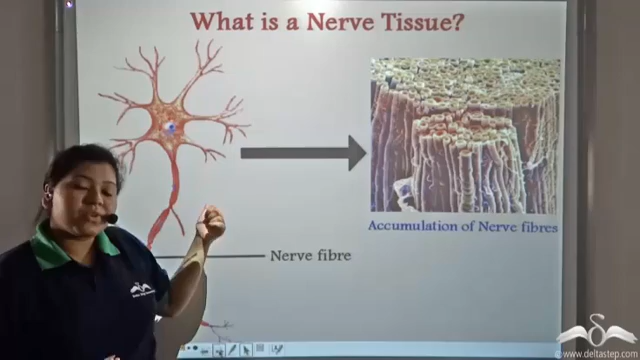 What is a Nerve Tissue?
Accumulation of Nerve fibres
Nerve fibre
© www.deltastep.com